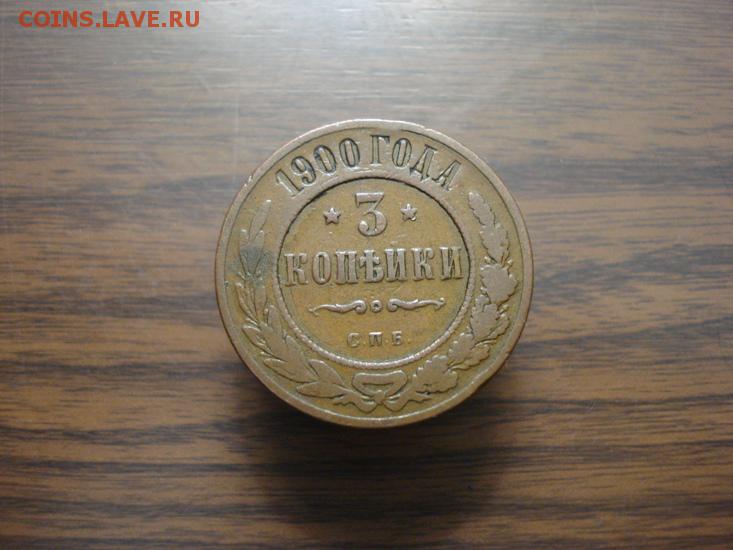 COINS.LAVE.RU
1900 ГОДА
3
КОПѢЙКИ
С.П.Б.